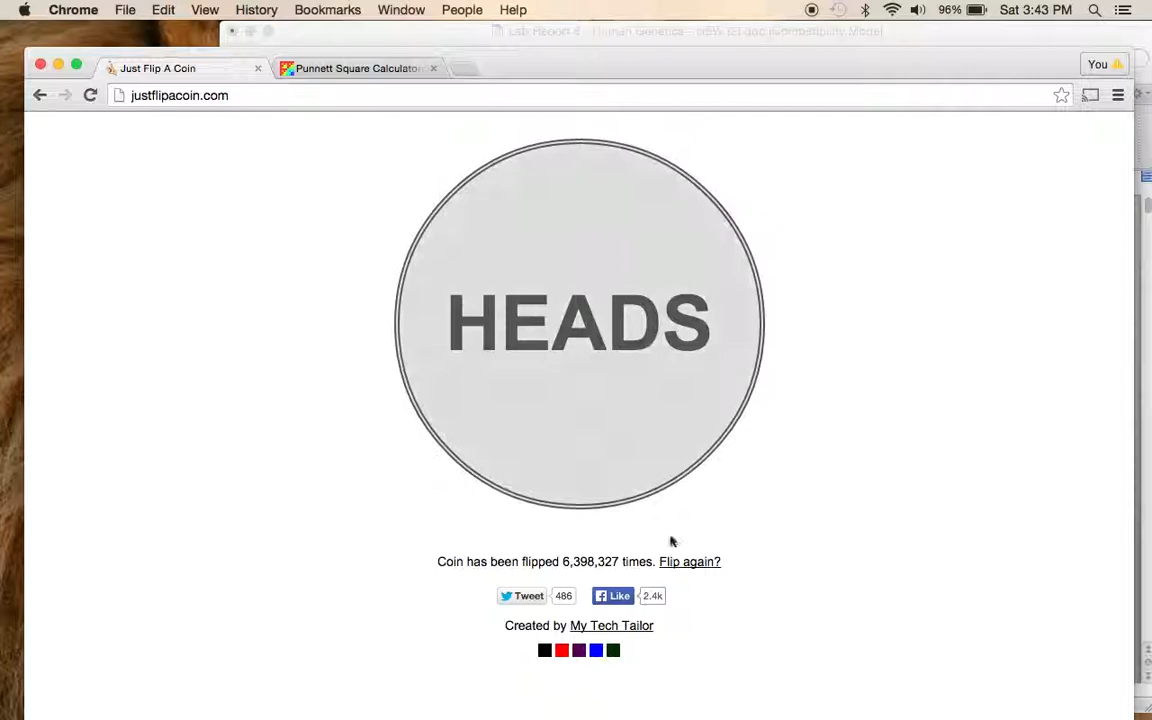 Chrome File Edit View History Bookmarks Window People Help 96% Sat 3:43 PM
Just Flip A Coin Punnett Square Calculator You
justflipacoin.com
HEADS
Coin has been flipped 6,398,327 times. Flip again?
Tweet 486 Like 2.4k
Created by My Tech Tailor